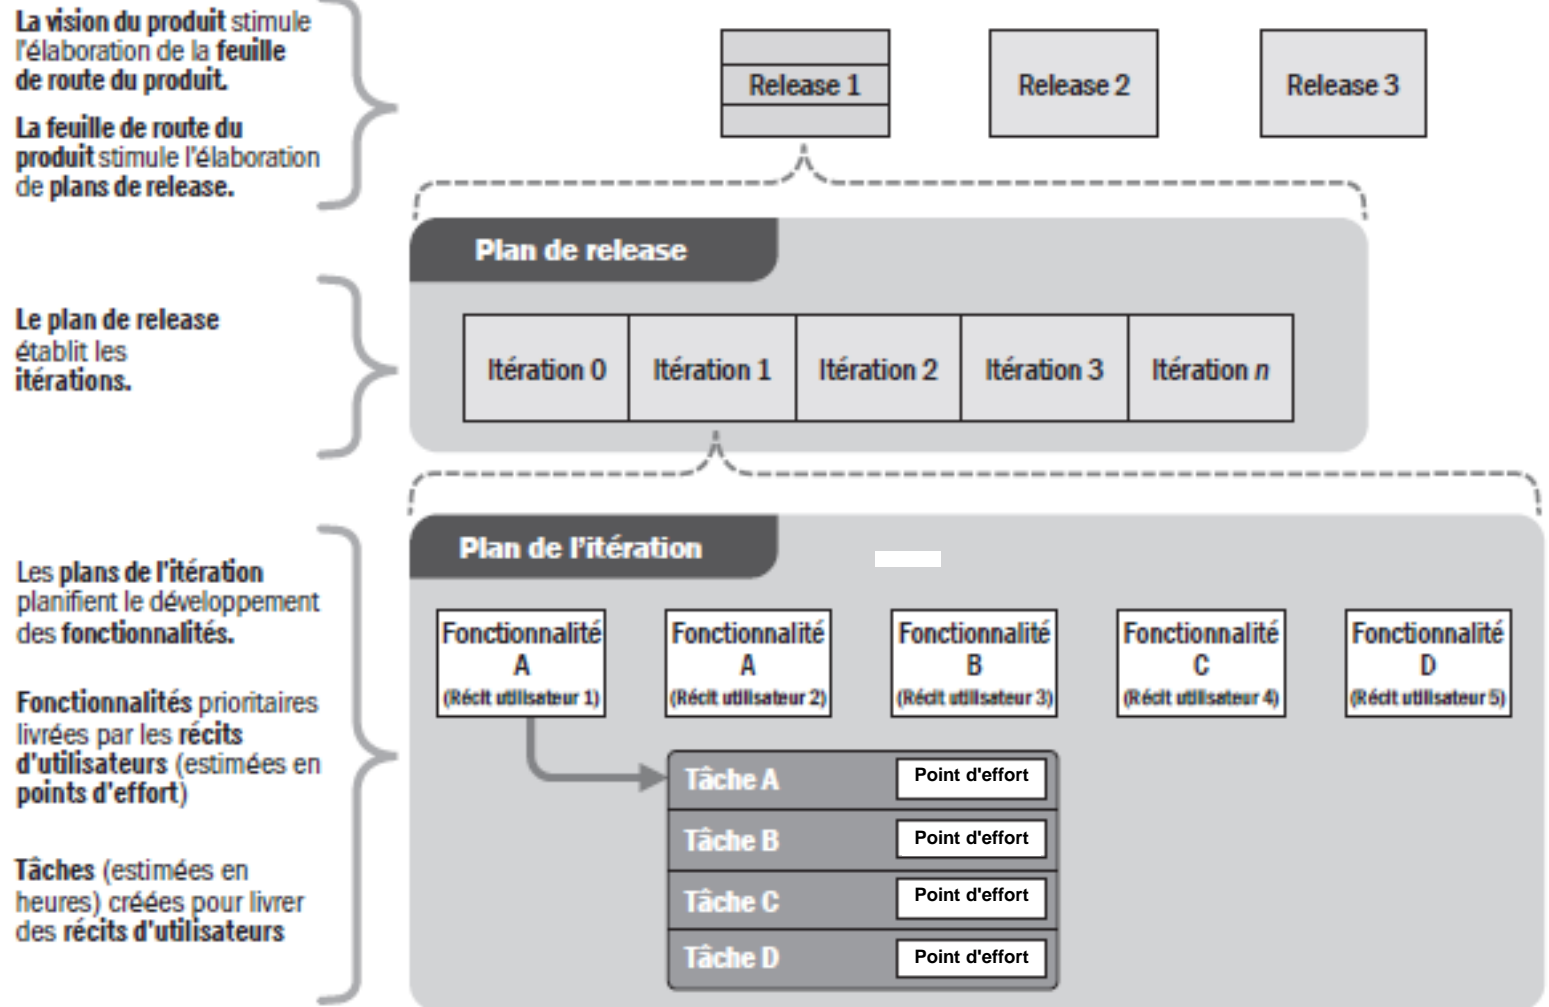 La vision du produit stimule
l'élaboration de la feuille
de route du produit.
La feuille de route du
produit stimule l'élaboration
de plans de release.
Release 1
Release 2
Release 3
Plan de release
Le plan de release
établit les
itérations.
Itération 0
Itération 1
Itération 2
Itération 3
Itération n
Plan de l'itération
Les plans de l'itération
planifient le développement
des fonctionnalités.
Fonctionnalités prioritaires
livrées par les récits
d'utilisateurs (estimées en
points d'effort)
Tâches (estimées en
heures) créées pour livrer
des récits d'utilisateurs
Fonctionnalité
A
(Récit utilisateur 1)
Fonctionnalité
A
(Récit utilisateur 2)
Fonctionnalité
B
(Récit utilisateur 3)
Fonctionnalité
C
(Récit utilisateur 4)
Fonctionnalité
D
(Récit utilisateur 5)
Tâche A
Point d'effort
Tâche B
Point d'effort
Tâche C
Point d'effort
Tâche D
Point d'effort